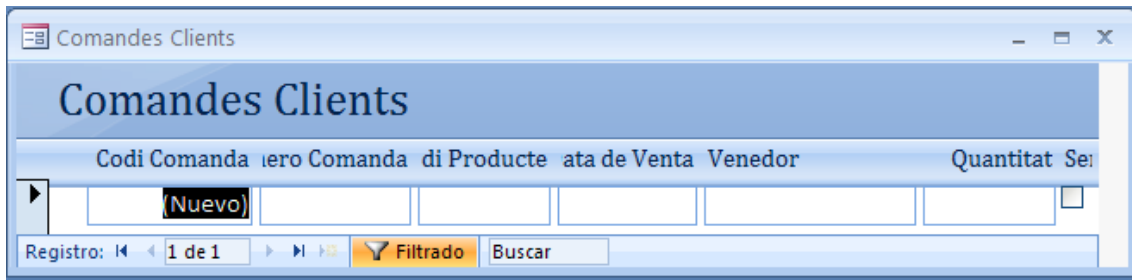 Comandes Clients
Comandes Clients
Codi Comanda ero Comanda di Producte ata de Venta Venedor Quantitat Ser
(Nuevo)
Registro: 1 de 1 Filtrado Buscar